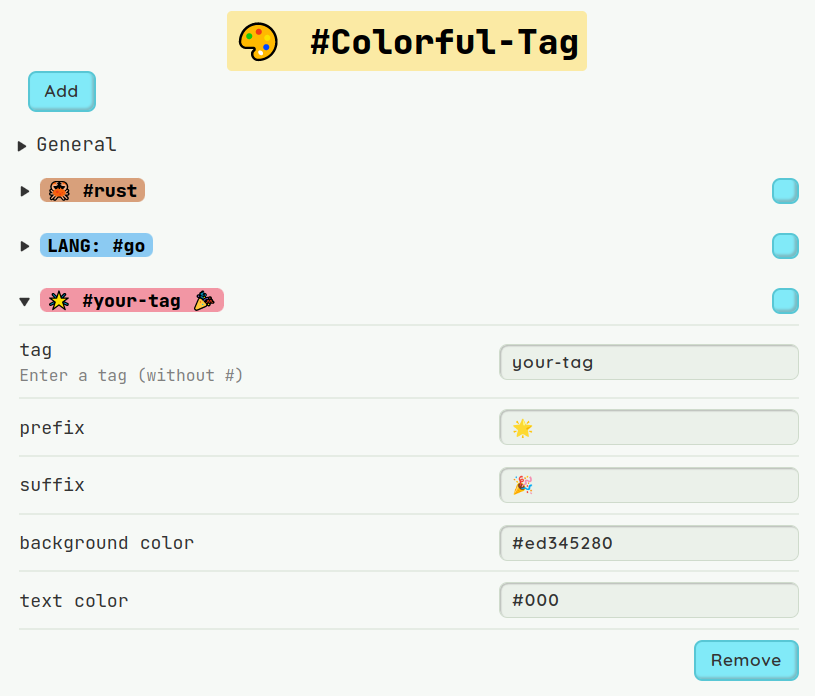 🎨 #Colorful-Tag
Add
General
🦀 #rust
LANG: #go
🌟 #your-tag 🎉
tag
Enter a tag (without #)
your-tag
prefix
🌟
suffix
🎉
background color
#ed345280
text color
#000
Remove